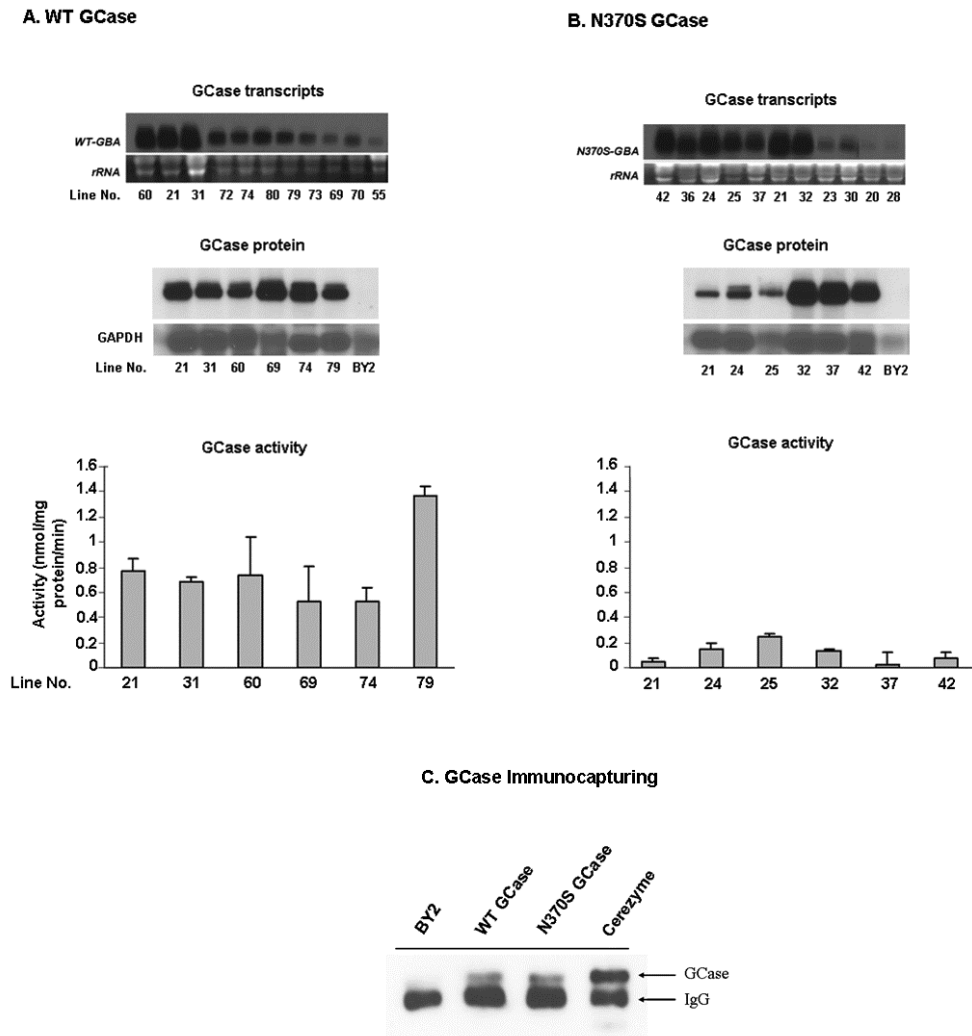 A. WT GCase
GCase transcripts
WT-GBA
rRNA
Line No. 60 21 31 72 74 80 79 73 69 70 55
GCase protein
GAPDH
Line No. 21 31 60 69 74 79 BY2
GCase activity
Activity (nmol/mg
protein/min)
1.6
1.4
1.2
1
0.8
0.6
0.4
0.2
0
Line No. 21 31 60 69 74 79
B. N370S GCase
GCase transcripts
N370S-GBA
rRNA
42 36 24 25 37 21 32 23 30 20 28
GCase protein
21 24 25 32 37 42 BY2
GCase activity
1.6
1.4
1.2
1
0.8
0.6
0.4
0.2
0
21 24 25 32 37 42
C. GCase Immunocapturing
BY2
WT GCase
N370S GCase
Cerezyme
GCase
IgG